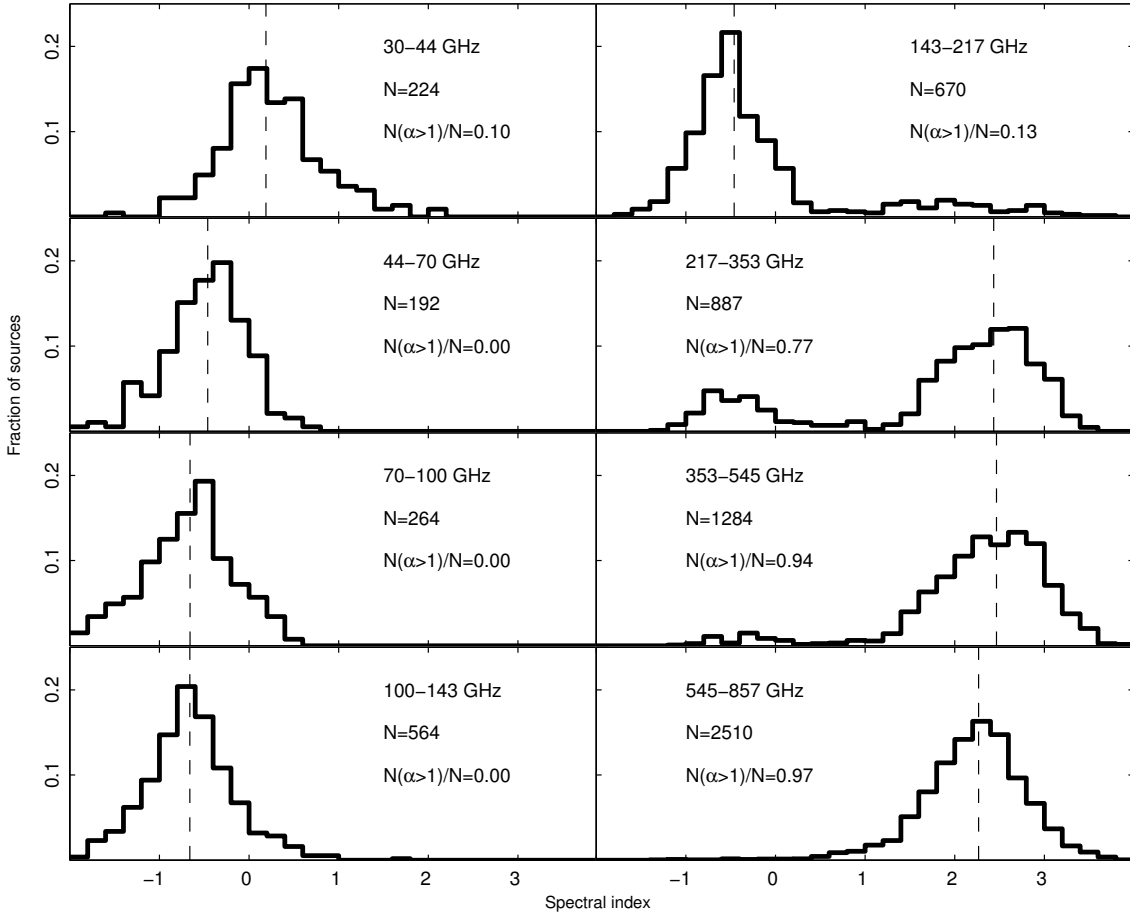 30−44 GHz
N=224
N(α>1)/N=0.10
143−217 GHz
N=670
N(α>1)/N=0.13
44−70 GHz
N=192
N(α>1)/N=0.00
217−353 GHz
N=887
N(α>1)/N=0.77
70−100 GHz
N=264
N(α>1)/N=0.00
353−545 GHz
N=1284
N(α>1)/N=0.94
100−143 GHz
N=564
N(α>1)/N=0.00
545−857 GHz
N=2510
N(α>1)/N=0.97
0.2
0.1
0.2
0.1
0.2
0.1
0.2
0.1
Fraction of sources
−1 0 1 2 3 −1 0 1 2 3
Spectral index